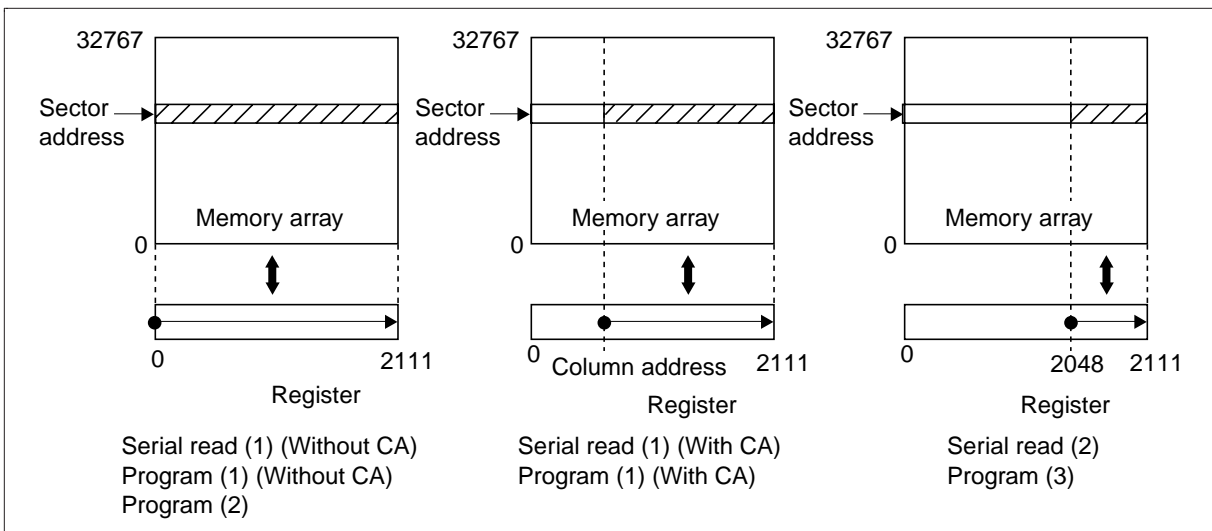 32767
Sector
address
Memory array
0
0
2111
Register
Serial read (1) (Without CA)
Program (1) (Without CA)
Program (2)
32767
Sector
address
Memory array
0
0
Column address
2111
Register
Serial read (1) (With CA)
Program (1) (With CA)
32767
Sector
address
Memory array
0
0
2048
2111
Register
Serial read (2)
Program (3)